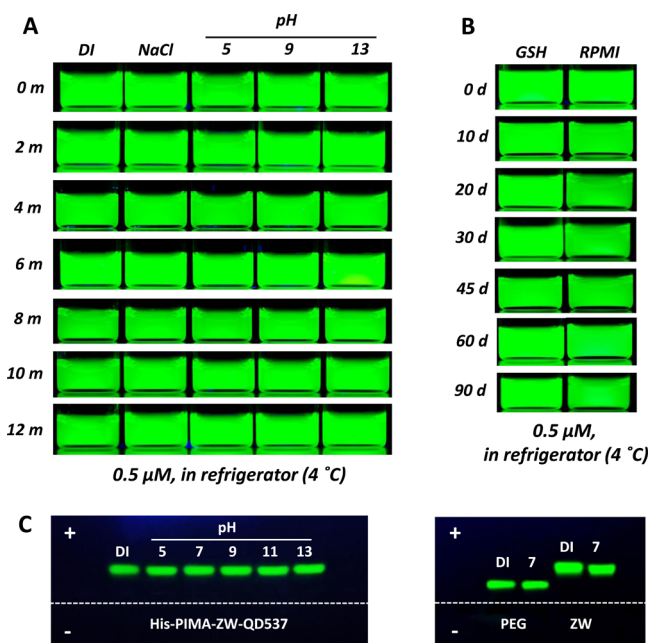 A
pH
DI NaCl 5 9 13
0 m
2 m
4 m
6 m
8 m
10 m
12 m
0.5 µM, in refrigerator (4 ˚C)
B
GSH RPMI
0 d
10 d
20 d
30 d
45 d
60 d
90 d
0.5 µM,
in refrigerator (4 ˚C)
C
+
pH
DI 5 7 9 11 13
-
His-PIMA-ZW-QD537
+
DI 7 DI 7
-
PEG ZW